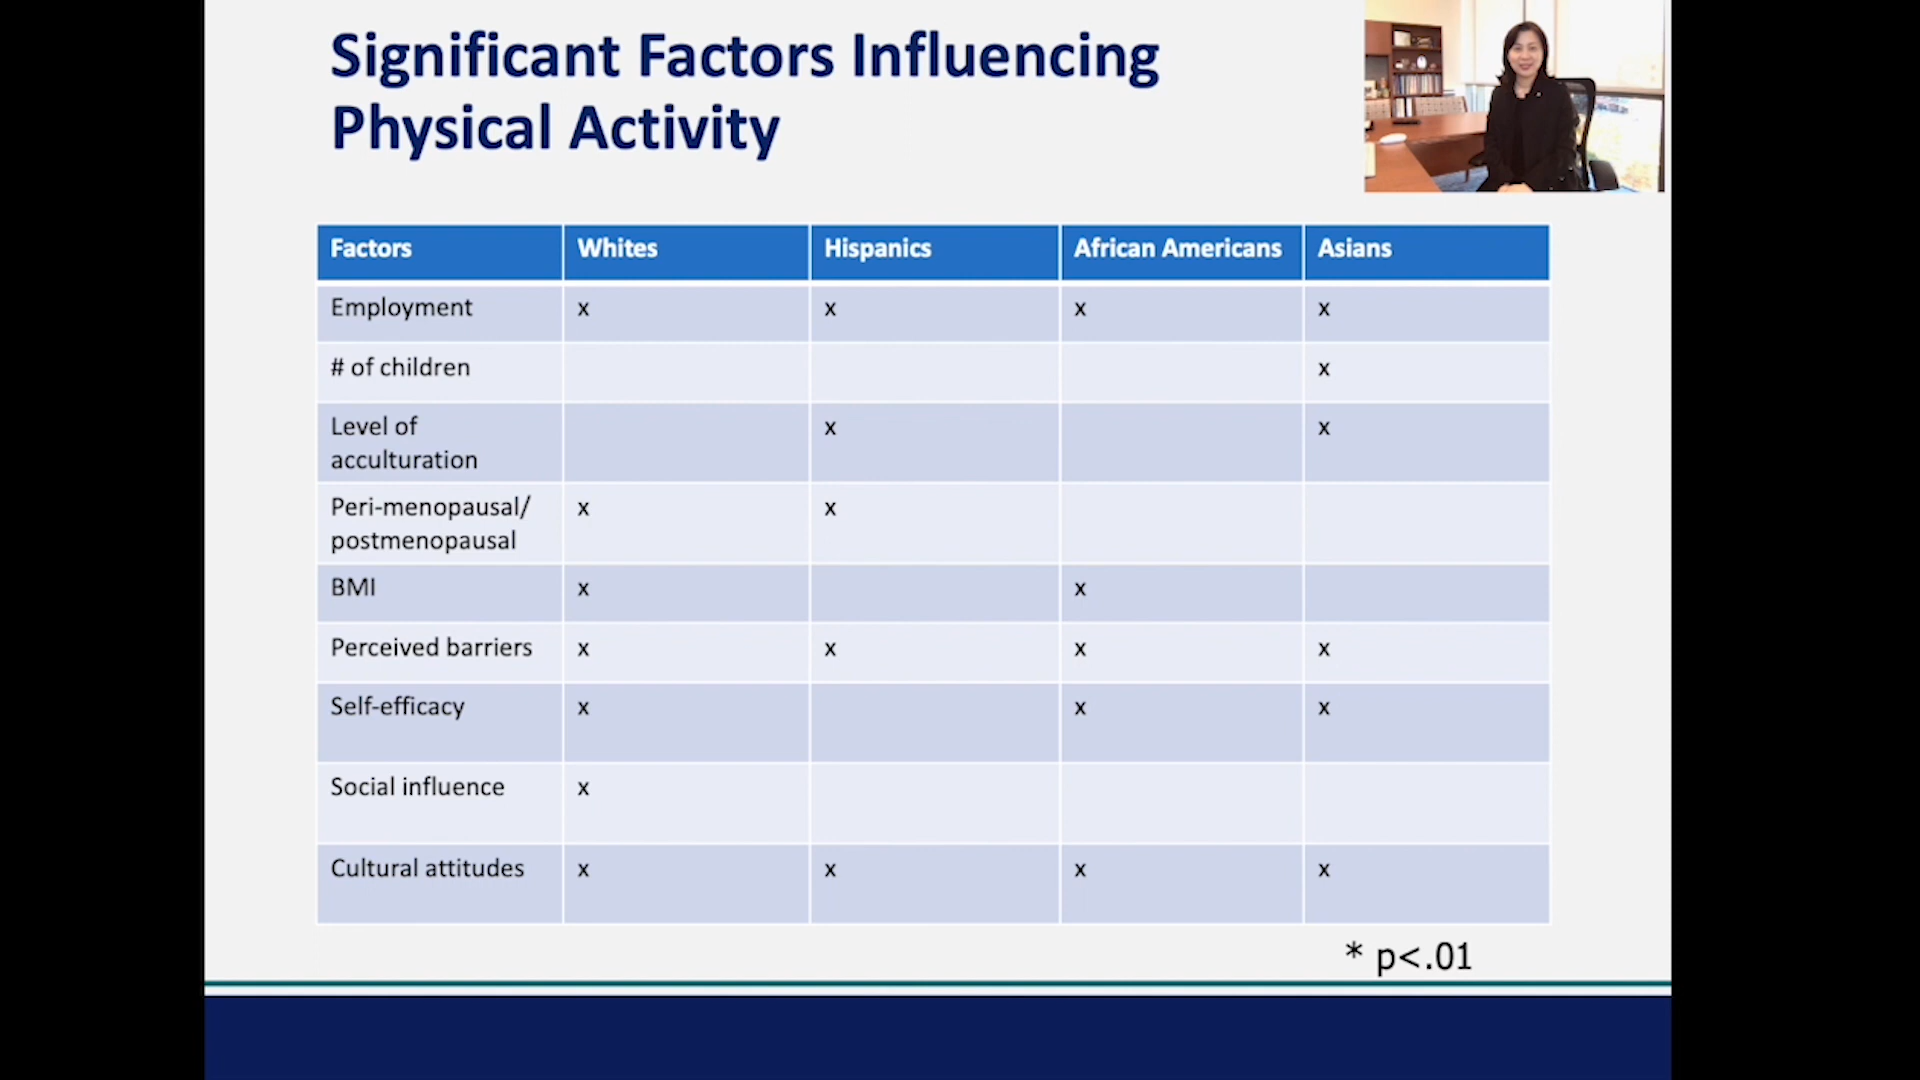 Significant Factors Influencing
Physical Activity
Factors Whites Hispanics African Americans Asians
Employment x x x x
# of children x
Level of
acculturation x x
Peri-menopausal/
postmenopausal x x
BMI x x
Perceived barriers x x x x
Self-efficacy x x x
Social influence x
Cultural attitudes x x x x
* p<.01